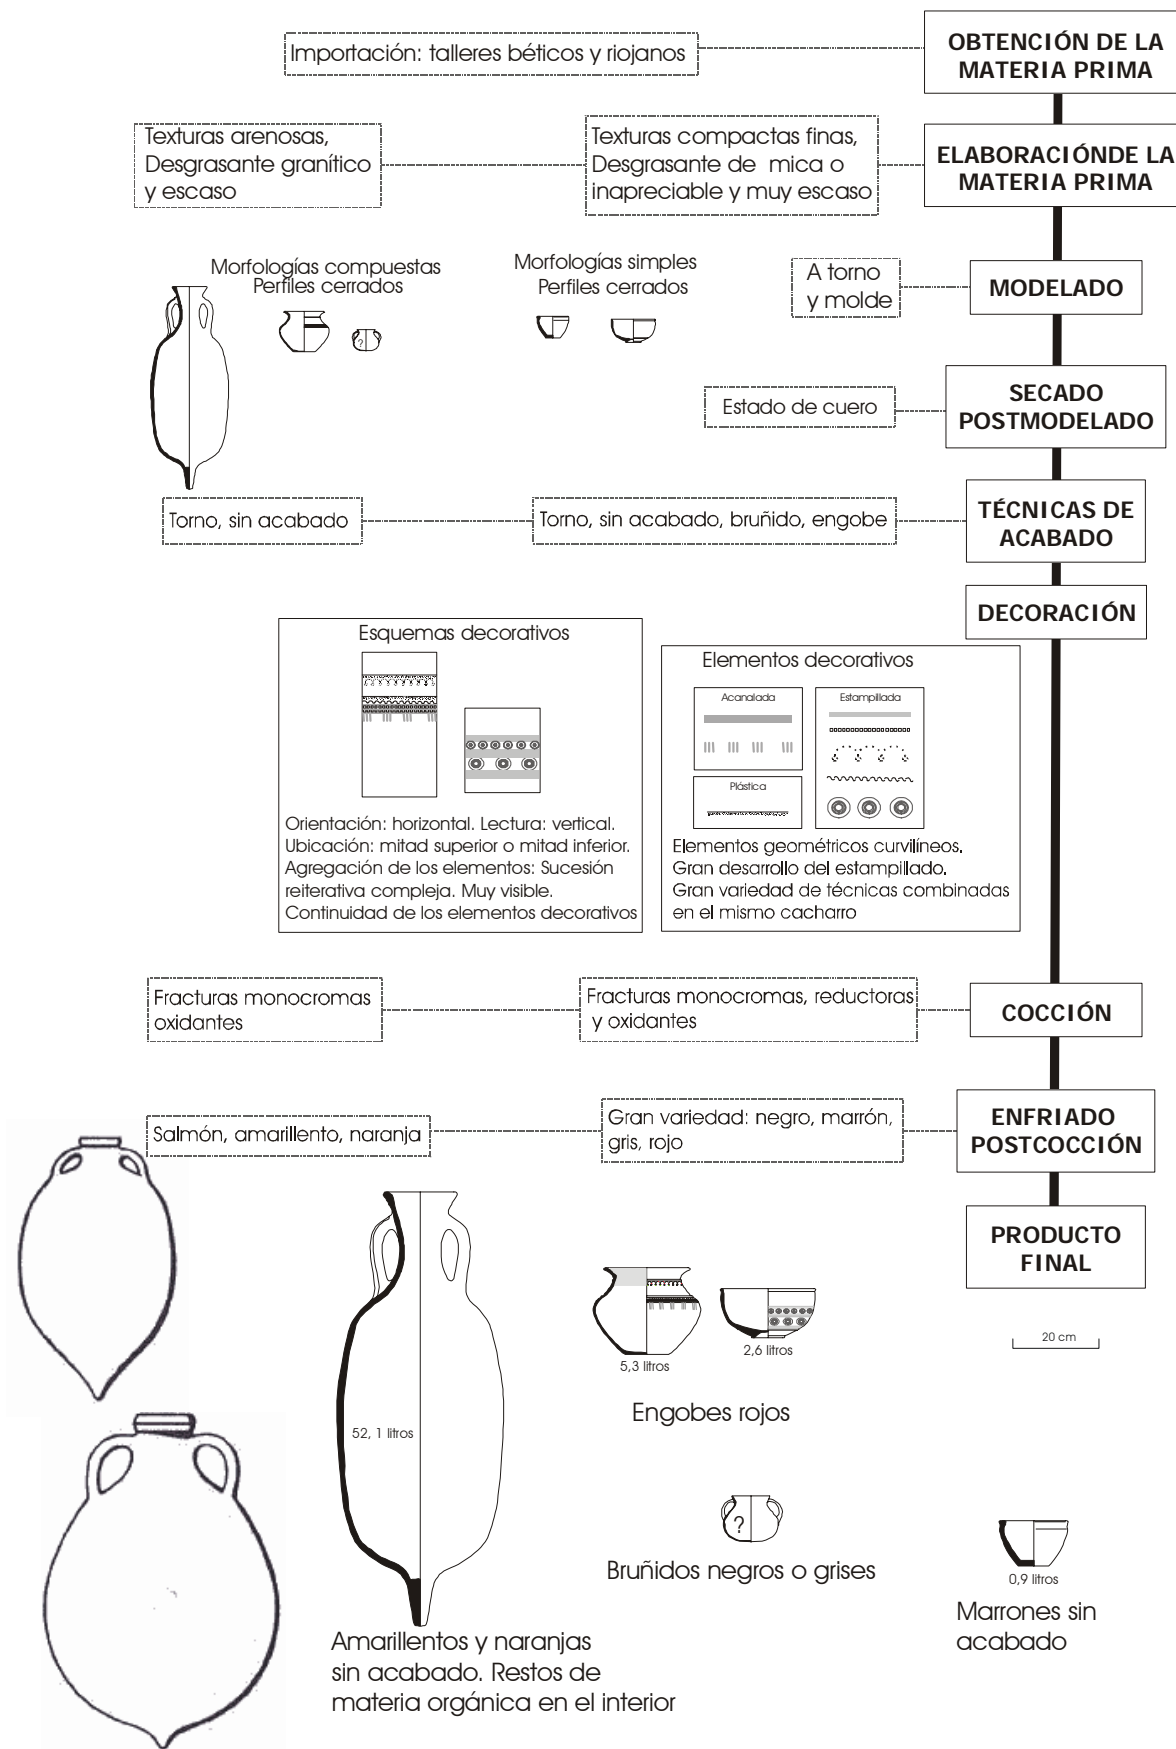 Importación: talleres béticos y riojanos
OBTENCIÓN DE LA
MATERIA PRIMA
Texturas arenosas,
Desgrasante granítico
y escaso
Texturas compactas finas,
Desgrasante de mica o
inapreciable y muy escaso
ELABORACIÓNDE LA
MATERIA PRIMA
Morfologías compuestas
Perfiles cerrados
?
Morfologías simples
Perfiles cerrados
A torno
y molde
MODELADO
Estado de cuero
SECADO
POSTMODELADO
Torno, sin acabado
Torno, sin acabado, bruñido, engobe
TÉCNICAS DE
ACABADO
DECORACIÓN
Esquemas decorativos
Orientación: horizontal. Lectura: vertical.
Ubicación: mitad superior o mitad inferior.
Agregación de los elementos: Sucesión
reiterativa compleja. Muy visible.
Continuidad de los elementos decorativos
Elementos decorativos
Acanalada
Estampillada
Plástica
Elementos geométricos curvilíneos.
Gran desarrollo del estampillado.
Gran variedad de técnicas combinadas
en el mismo cacharro
Fracturas monocromas
oxidantes
Fracturas monocromas, reductoras
y oxidantes
COCCIÓN
Salmón, amarillento, naranja
Gran variedad: negro, marrón,
gris, rojo
ENFRIADO
POSTCOCCIÓN
PRODUCTO
FINAL
20 cm
5,3 litros
2,6 litros
Engobes rojos
52, 1 litros
?
Bruñidos negros o grises
0,9 litros
Marrones sin
acabado
Amarillentos y naranjas
sin acabado. Restos de
materia orgánica en el interior